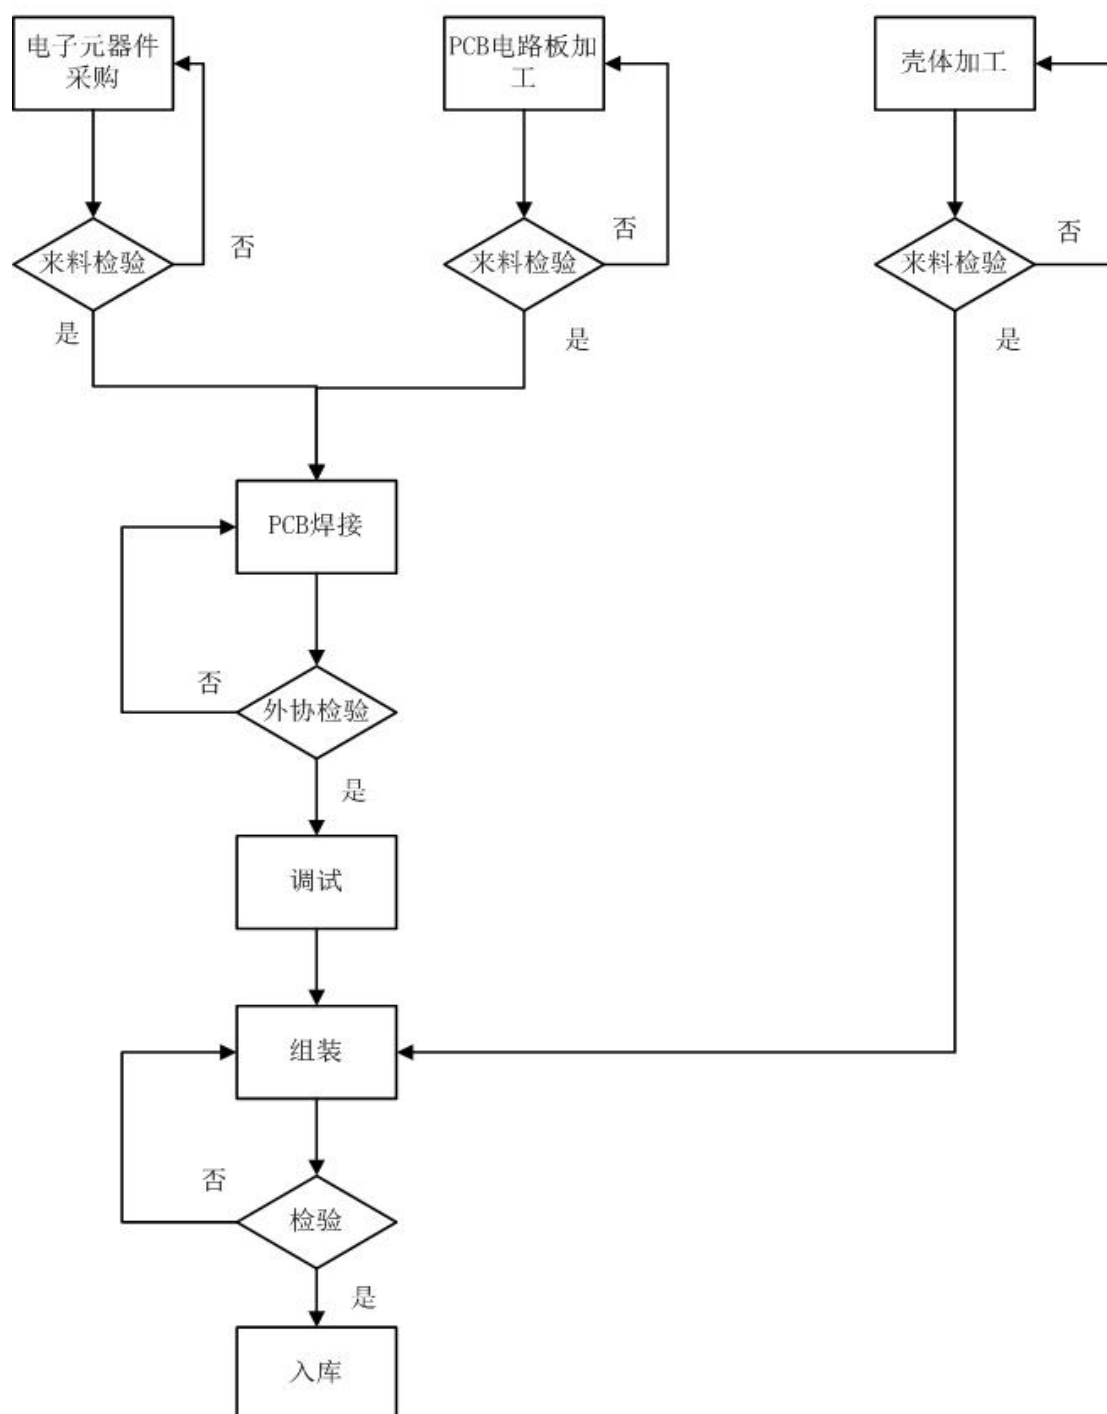 电子元器件
采购
PCB电路板加
工
壳体加工
来料检验
否
来料检验
否
来料检验
否
是
是
是
PCB焊接
否
外协检验
是
调试
组装
否
检验
是
入库